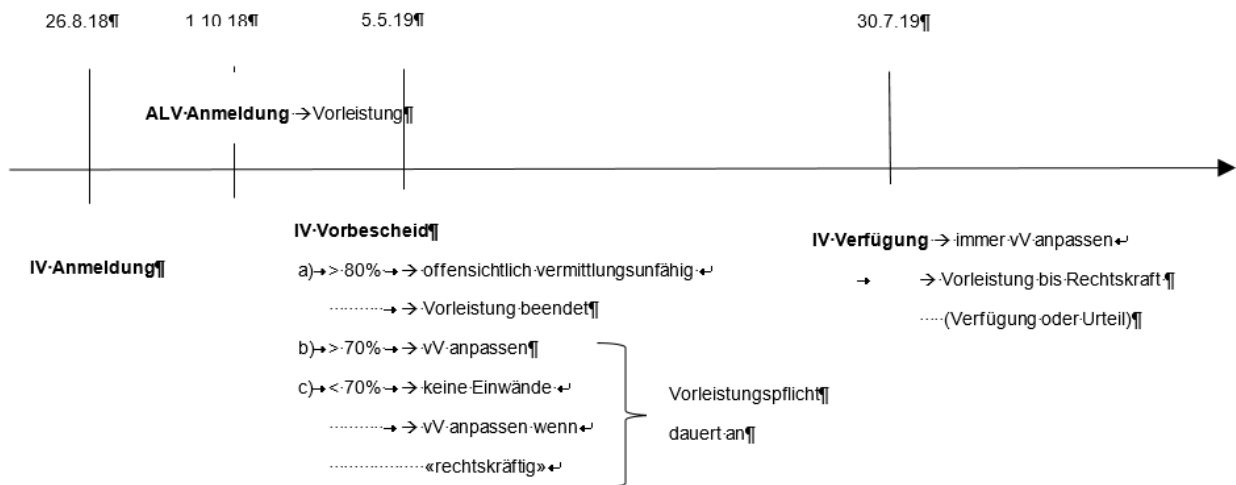 26.8.18¶ 1 10 18¶ 5.5.19¶ 30.7.19¶
ALV·Anmeldung·→Vorleistung¶
IV·Anmeldung¶
IV·Vorbescheid¶
a)→>·80%·→→·offensichtlich·vermittlungsunfähig·↵
··········→→·Vorleistung·beendet¶
b)→>·70%·→→·vV·anpassen¶
c)→<·70%·→→·keine·Einwände·↵
··········→→·vV·anpassen·wenn↵
··················«rechtskräftig»↵
Vorleistungspflicht¶
dauert·an¶
IV·Verfügung·→·immer·vV·anpassen↵
→ →·Vorleistung·bis·Rechtskraft·¶
·····(Verfügung·oder·Urteil)¶